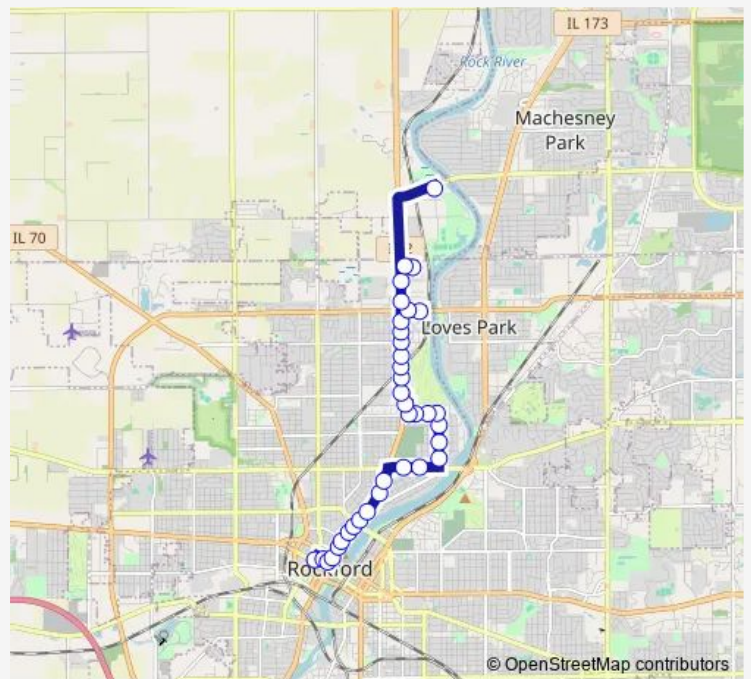 IL 173
Rock River
Machesney
Park
IL 70
Loves Park
Rockford
© OpenStreetMap contributors